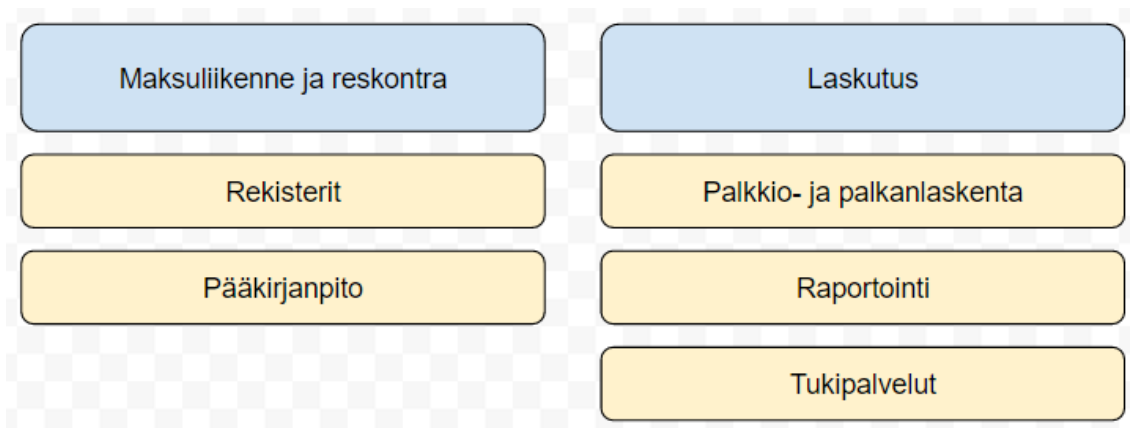 Maksuliikenne ja reskontra
Rekisterit
Pääkirjanpito
Laskutus
Palkkio- ja palkanlaskenta
Raportointi
Tukipalvelut